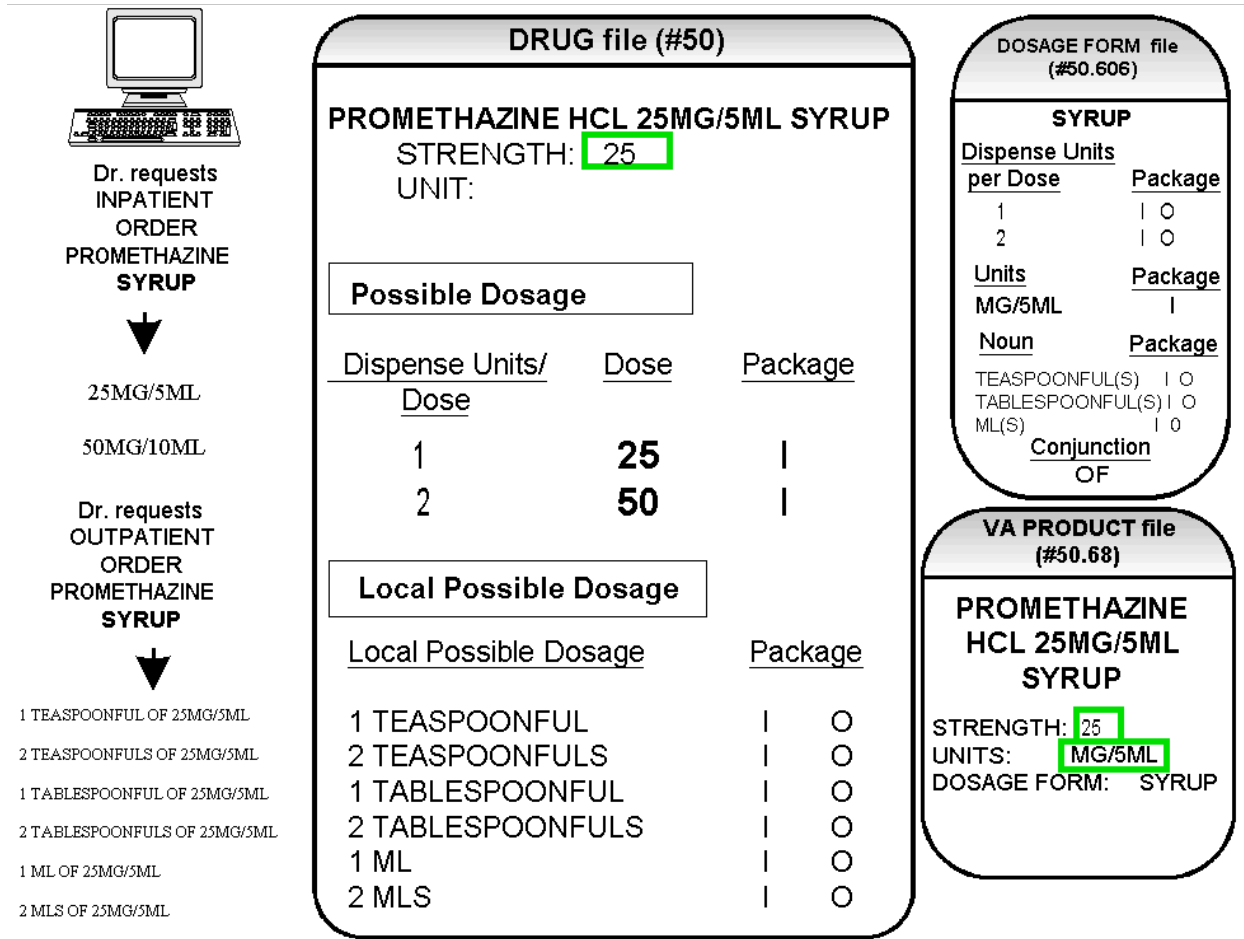 Dr. requests
INPATIENT
ORDER
PROMETHAZINE
SYRUP
25MG/5ML
50MG/10ML
Dr. requests
OUTPATIENT
ORDER
PROMETHAZINE
SYRUP
1 TEASPOONFUL OF 25MG/5ML
2 TEASPOONFULS OF 25MG/5ML
1 TABLESPOONFUL OF 25MG/5ML
2 TABLESPOONFULS OF 25MG/5ML
1 ML OF 25MG/5ML
2 MLS OF 25MG/5ML
DRUG file (#50)
PROMETHAZINE HCL 25MG/5ML SYRUP
STRENGTH: 25
UNIT:
Possible Dosage
Dispense Units/ Dose Package
Dose
1 25 I
2 50 I
Local Possible Dosage
Local Possible Dosage Package
1 TEASPOONFUL I O
2 TEASPOONFULS I O
1 TABLESPOONFUL I O
2 TABLESPOONFULS I O
1 ML I O
2 MLS I O
DOSAGE FORM file
(#50.606)
SYRUP
Dispense Units
per Dose Package
1 I O
2 I O
Units Package
MG/5ML I
Noun Package
TEASPOONFUL(S) I O
TABLESPOONFUL(S) I O
ML(S) I 0
Conjunction
OF
VA PRODUCT file
(#50.68)
PROMETHAZINE
HCL 25MG/5ML
SYRUP
STRENGTH: 25
UNITS: MG/5ML
DOSAGE FORM: SYRUP